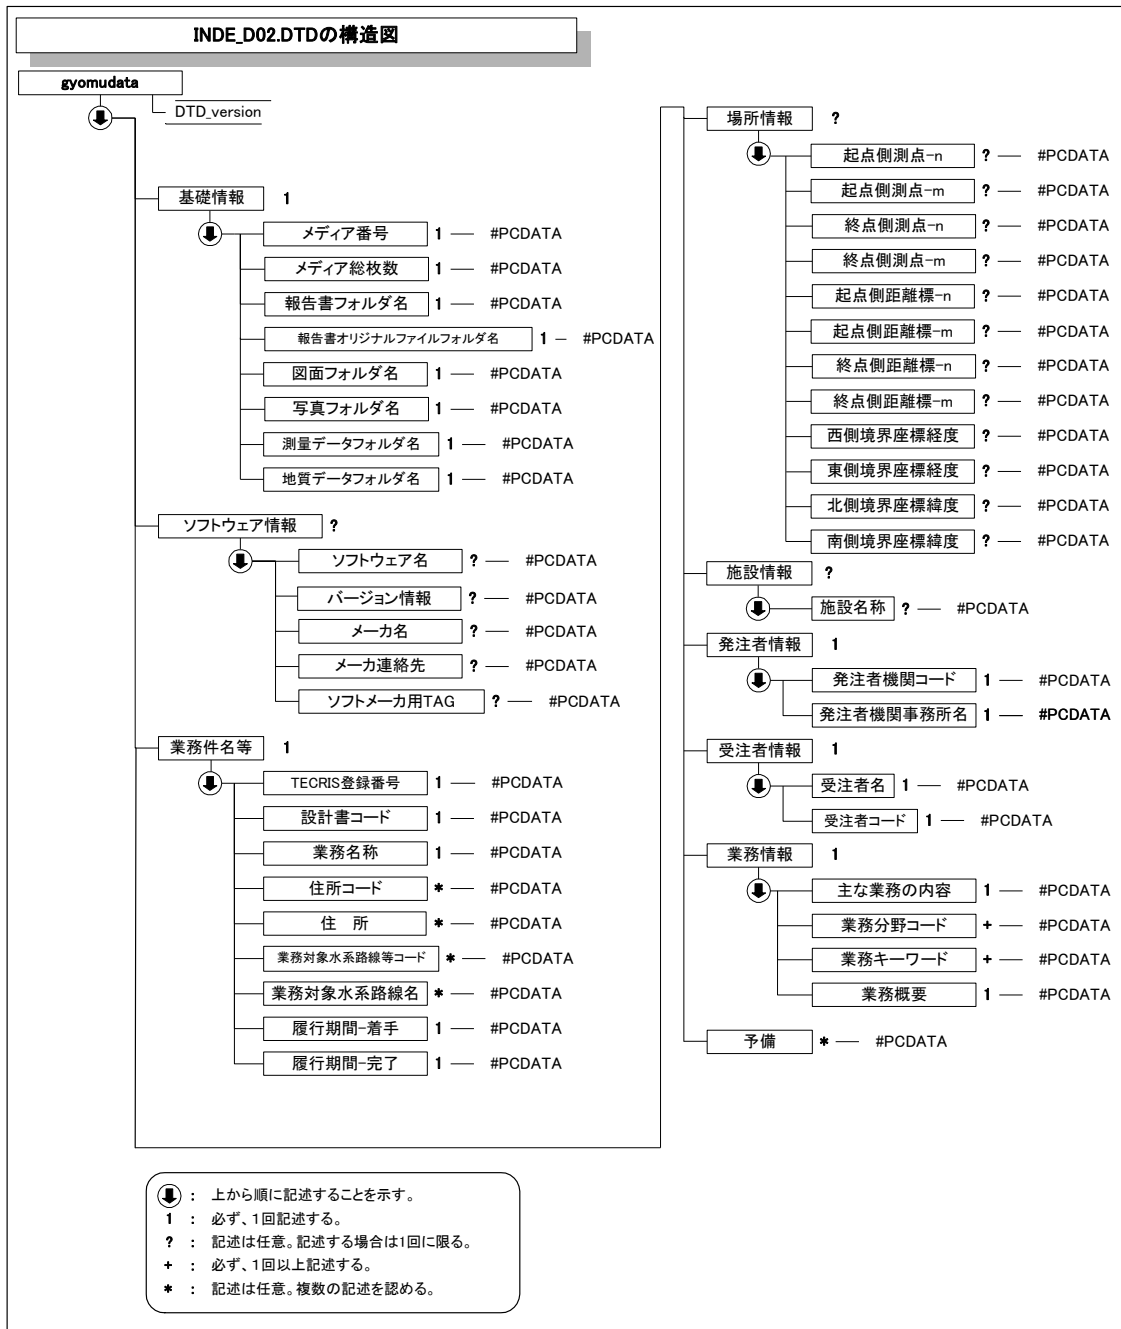 INDE_D02.DTDの構造図
gyomudata
DTD_version
基礎情報 1
メディア番号 1 — #PCDATA
メディア総枚数 1 — #PCDATA
報告書フォルダ名 1 — #PCDATA
報告書オリジナルファイルフォルダ名 1 — #PCDATA
図面フォルダ名 1 — #PCDATA
写真フォルダ名 1 — #PCDATA
測量データフォルダ名 1 — #PCDATA
地質データフォルダ名 1 — #PCDATA
ソフトウェア情報 ?
ソフトウェア名 ? — #PCDATA
バージョン情報 ? — #PCDATA
メーカ名 ? — #PCDATA
メーカ連絡先 ? — #PCDATA
ソフトメーカ用TAG ? — #PCDATA
業務件名等 1
TECRIS登録番号 1 — #PCDATA
設計書コード 1 — #PCDATA
業務名称 1 — #PCDATA
住所コード * — #PCDATA
住　所 * — #PCDATA
業務対象水系路線等コード * — #PCDATA
業務対象水系路線名 * — #PCDATA
履行期間-着手 1 — #PCDATA
履行期間-完了 1 — #PCDATA
場所情報 ?
起点側測点-n ? — #PCDATA
起点側測点-m ? — #PCDATA
終点側測点-n ? — #PCDATA
終点側測点-m ? — #PCDATA
起点側距離標-n ? — #PCDATA
起点側距離標-m ? — #PCDATA
終点側距離標-n ? — #PCDATA
終点側距離標-m ? — #PCDATA
西側境界座標経度 ? — #PCDATA
東側境界座標経度 ? — #PCDATA
北側境界座標緯度 ? — #PCDATA
南側境界座標緯度 ? — #PCDATA
施設情報 ?
施設名称 ? — #PCDATA
発注者情報 1
発注者機関コード 1 — #PCDATA
発注者機関事務所名 1 — #PCDATA
受注者情報 1
受注者名 1 — #PCDATA
受注者コード 1 — #PCDATA
業務情報 1
主な業務の内容 1 — #PCDATA
業務分野コード + — #PCDATA
業務キーワード + — #PCDATA
業務概要 1 — #PCDATA
予備 * — #PCDATA
： 上から順に記述することを示す。
1 ： 必ず、1回記述する。
? ： 記述は任意。記述する場合は1回に限る。
+ ： 必ず、1回以上記述する。
* ： 記述は任意。複数の記述を認める。